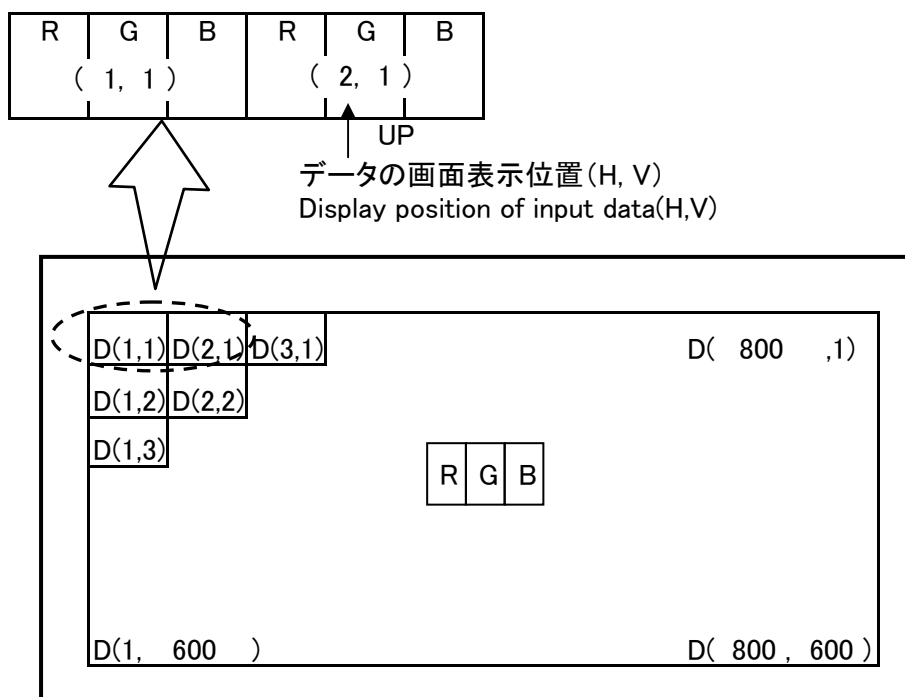 R G B R G B
( 1, 1 ) ( 2, 1 )
UP
データの画面表示位置(H, V)
Display position of input data(H,V)
D(1,1) D(2,1) D(3,1) D( 800 ,1)
D(1,2) D(2,2)
D(1,3)
R G B
D(1, 600 ) D( 800 , 600 )